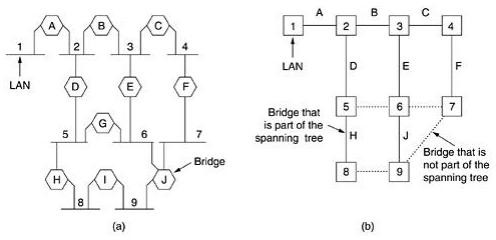 A B C
1 2 3 4
LAN D E F
G
5 6 7
Bridge
H I J
8 9
(a)
A B C
1 2 3 4
LAN D E F
5 6 7
Bridge that
is part of the
spanning tree
H J
Bridge that is
not part of the
spanning tree
8 9
(b)